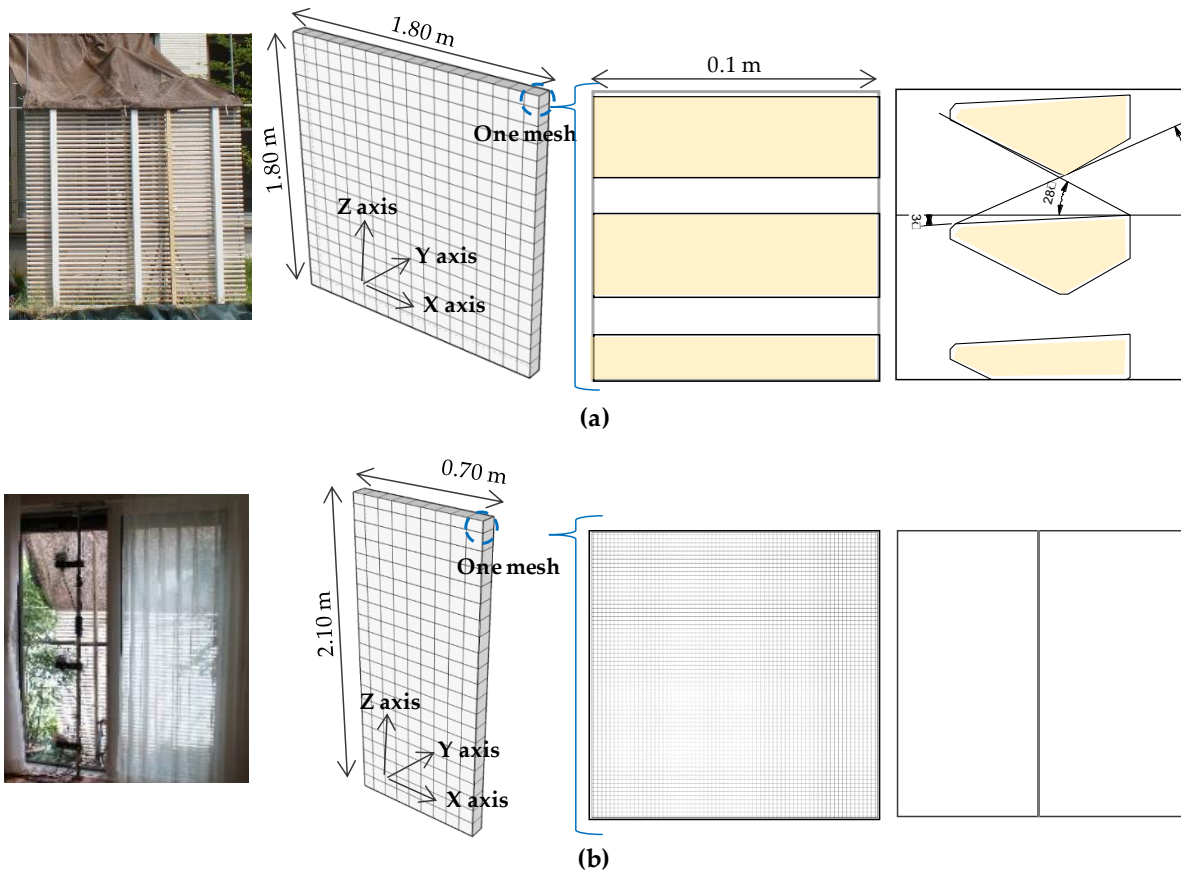 1.80 m
1.80 m
One mesh
Z axis
Y axis
X axis
0.1 m
28
3
(a)
0.70 m
2.10 m
One mesh
Z axis
Y axis
X axis
(b)